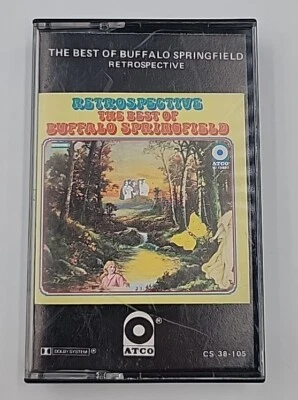 THE BEST OF BUFFALO SPRINGFIELD
RETROSPECTIVE
RETROSPECTIVE
THE BEST OF
BUFFALO SPRINGFIELD
ATCO
DOLBY SYSTEM®
®
ATCO
CS 38-105